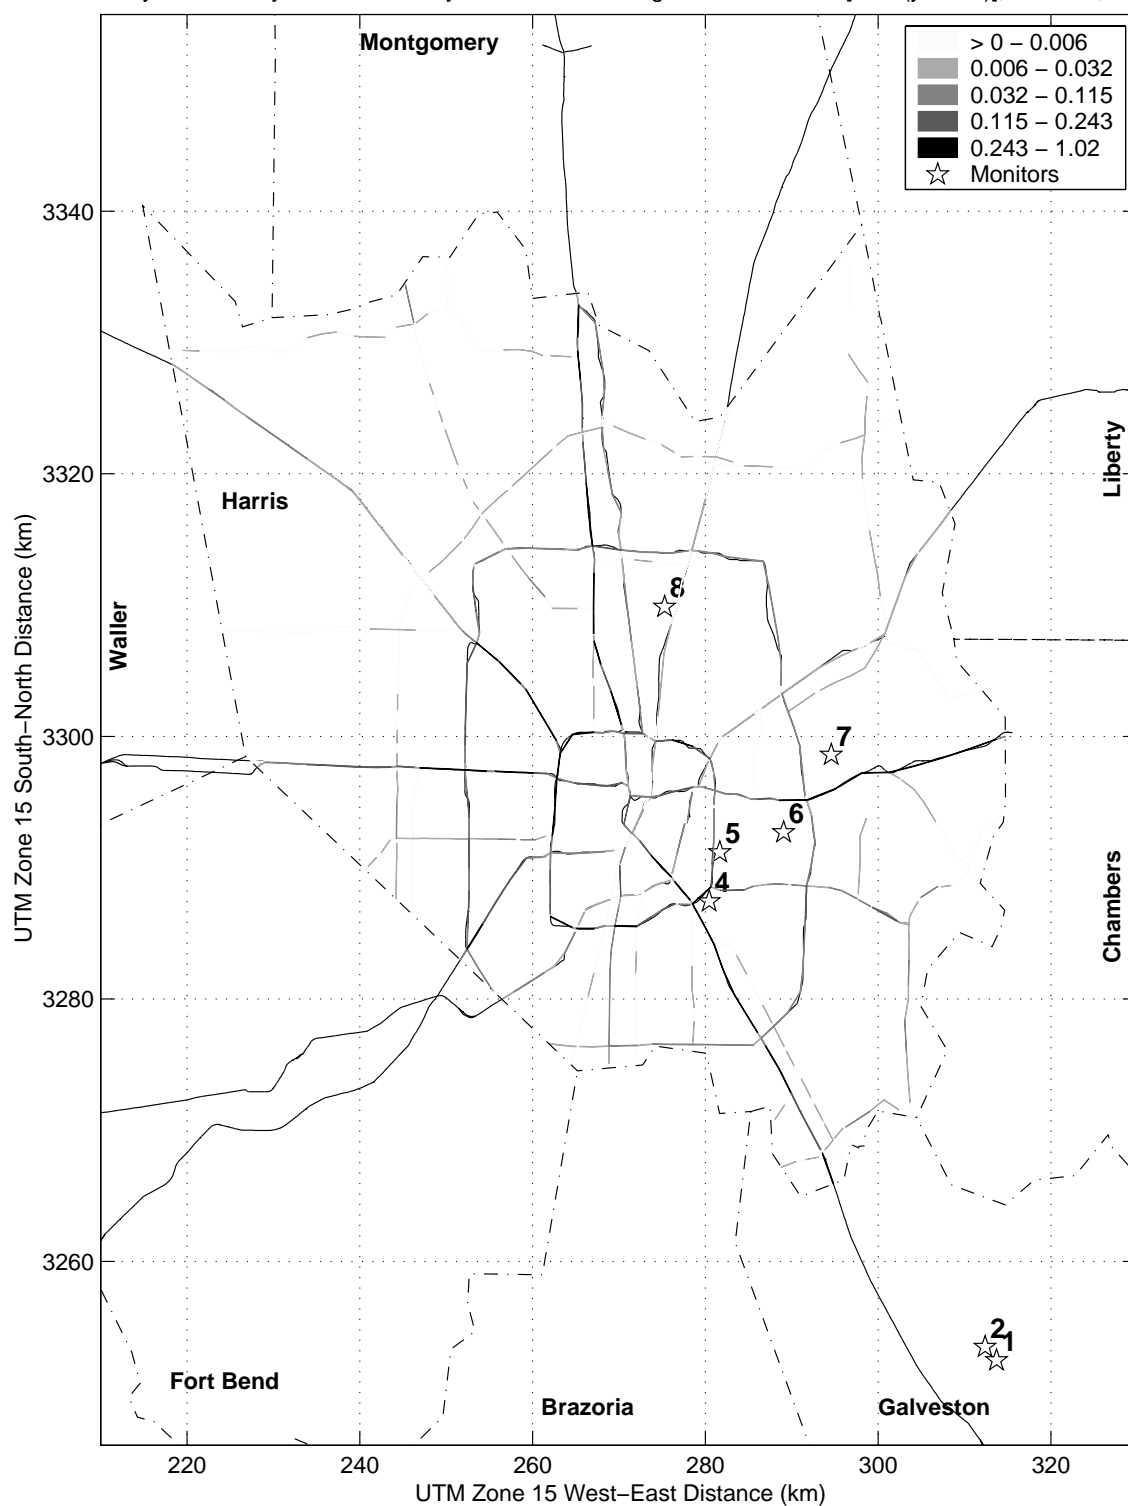 Montgomery
> 0 − 0.006
0.006 − 0.032
0.032 − 0.115
0.115 − 0.243
0.243 − 1.02
Monitors
3340
Liberty
3320
Harris
8
Waller
UTM Zone 15 South−North Distance (km)
3300
7
6
5
4
Chambers
3280
3260
2
1
Fort Bend
Brazoria
Galveston
220
240
260
280
300
320
UTM Zone 15 West−East Distance (km)